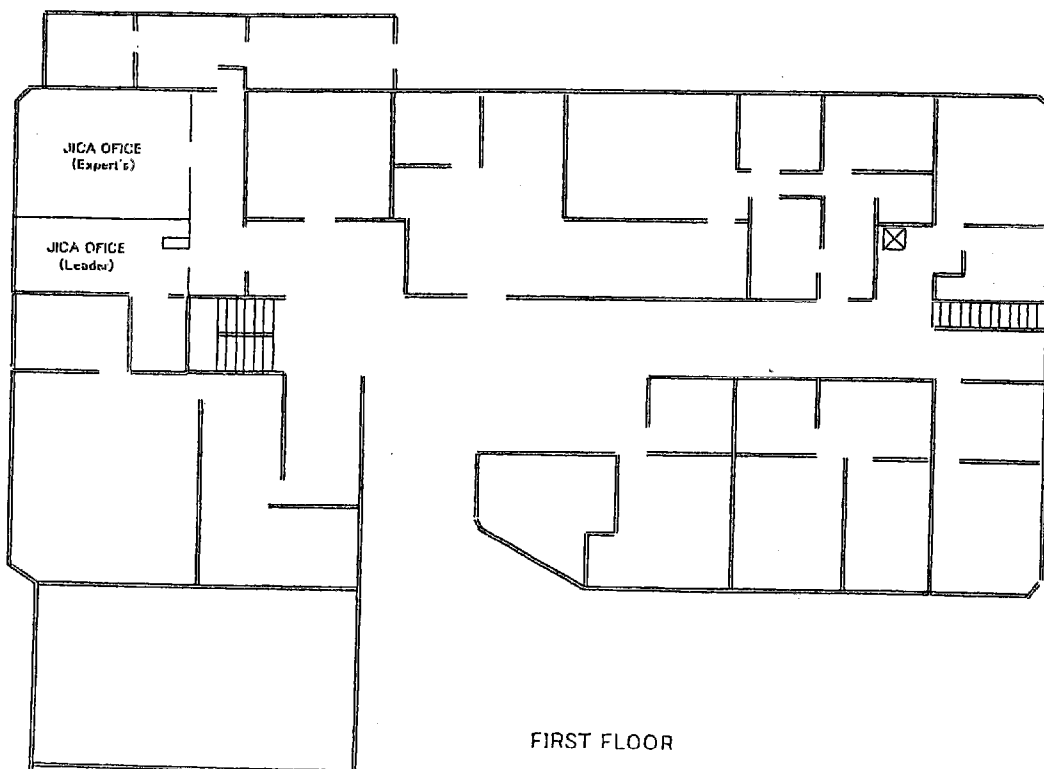 JICA OFICE
(Expert's)
JICA OFICE
(Leader)
FIRST FLOOR